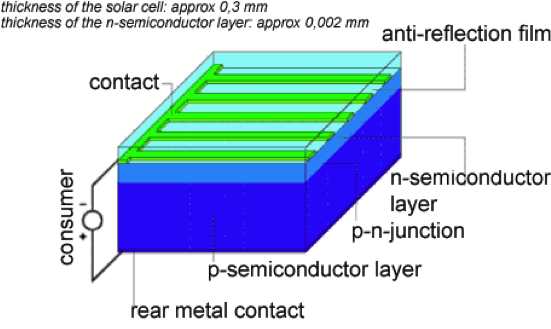 thickness of the solar cell: approx 0,3 mm
thickness of the n-semiconductor layer: approx 0,002 mm
anti-reflection film
contact
n-semiconductor
layer
p-n-junction
consumer
-
+
p-semiconductor layer
rear metal contact